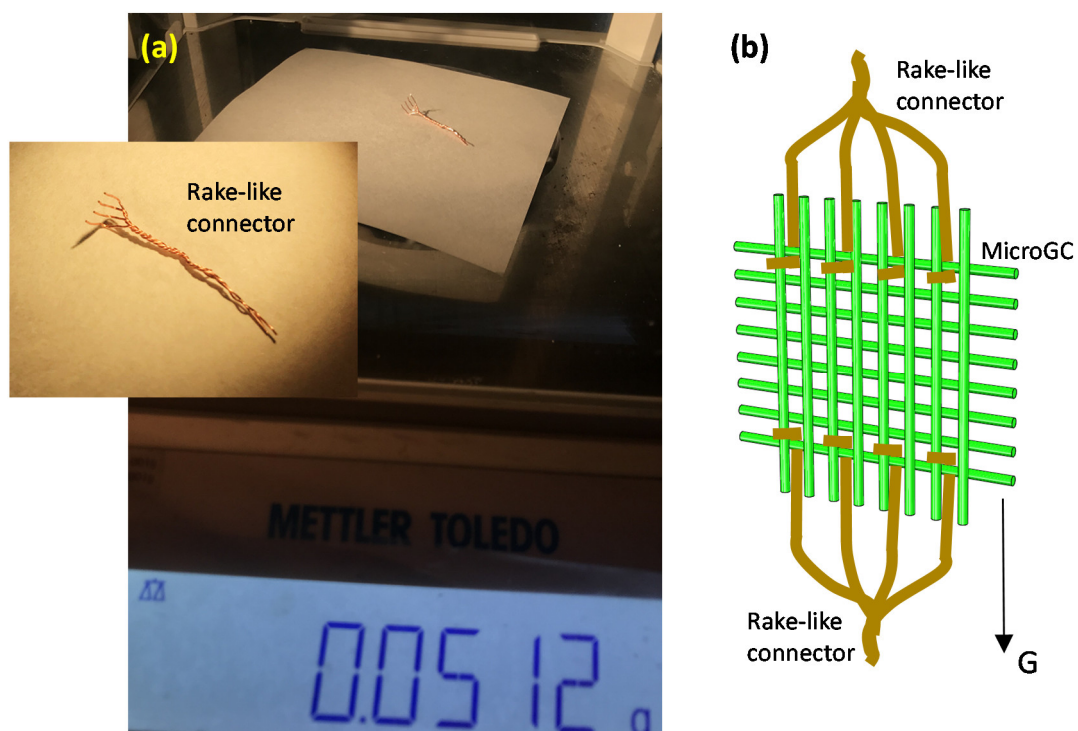 (a)
Rake-like
connector
METTLER TOLEDO
0.0512 g
(b)
Rake-like
connector
MicroGC
Rake-like
connector
G